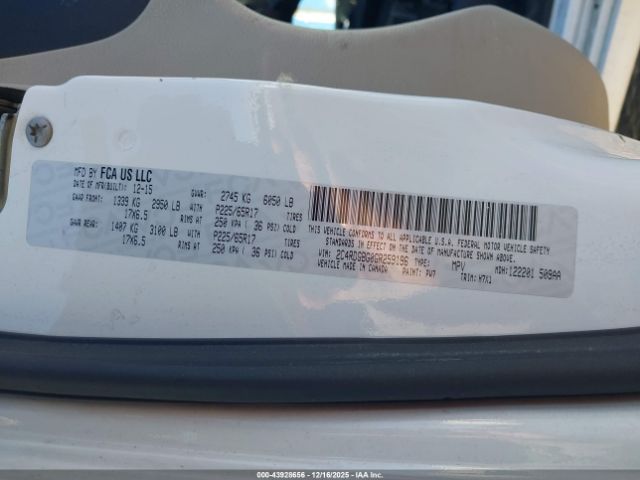 MFD BY FCA US LLC
DATE OF MFR(BUILT): 12-15 GVWR: 2745 KG 6050 LB
GAWR FRONT: 1339 KG 2950 LB WITH P225/65R17 TIRES
17X6.5 RIMS AT 250 KPA ( 36 PSI) COLD
GAWR REAR: 1407 KG 3100 LB WITH P225/65R17 TIRES
17X6.5 RIMS AT 250 KPA ( 36 PSI) COLD
THIS VEHICLE CONFORMS TO ALL APPLICABLE U.S.A. FEDERAL MOTOR VEHICLE SAFETY
STANDARDS IN EFFECT ON THE DATE OF MANUFACTURE SHOWN ABOVE.
VIN: 2C4RDGBG0GR259196 TYPE: MPV MDH:122201 509AA
MADE IN CANADA PAINT: PW7 TRIM: H7X1
000-43928656 - 12/16/2025 - IAAI.COM